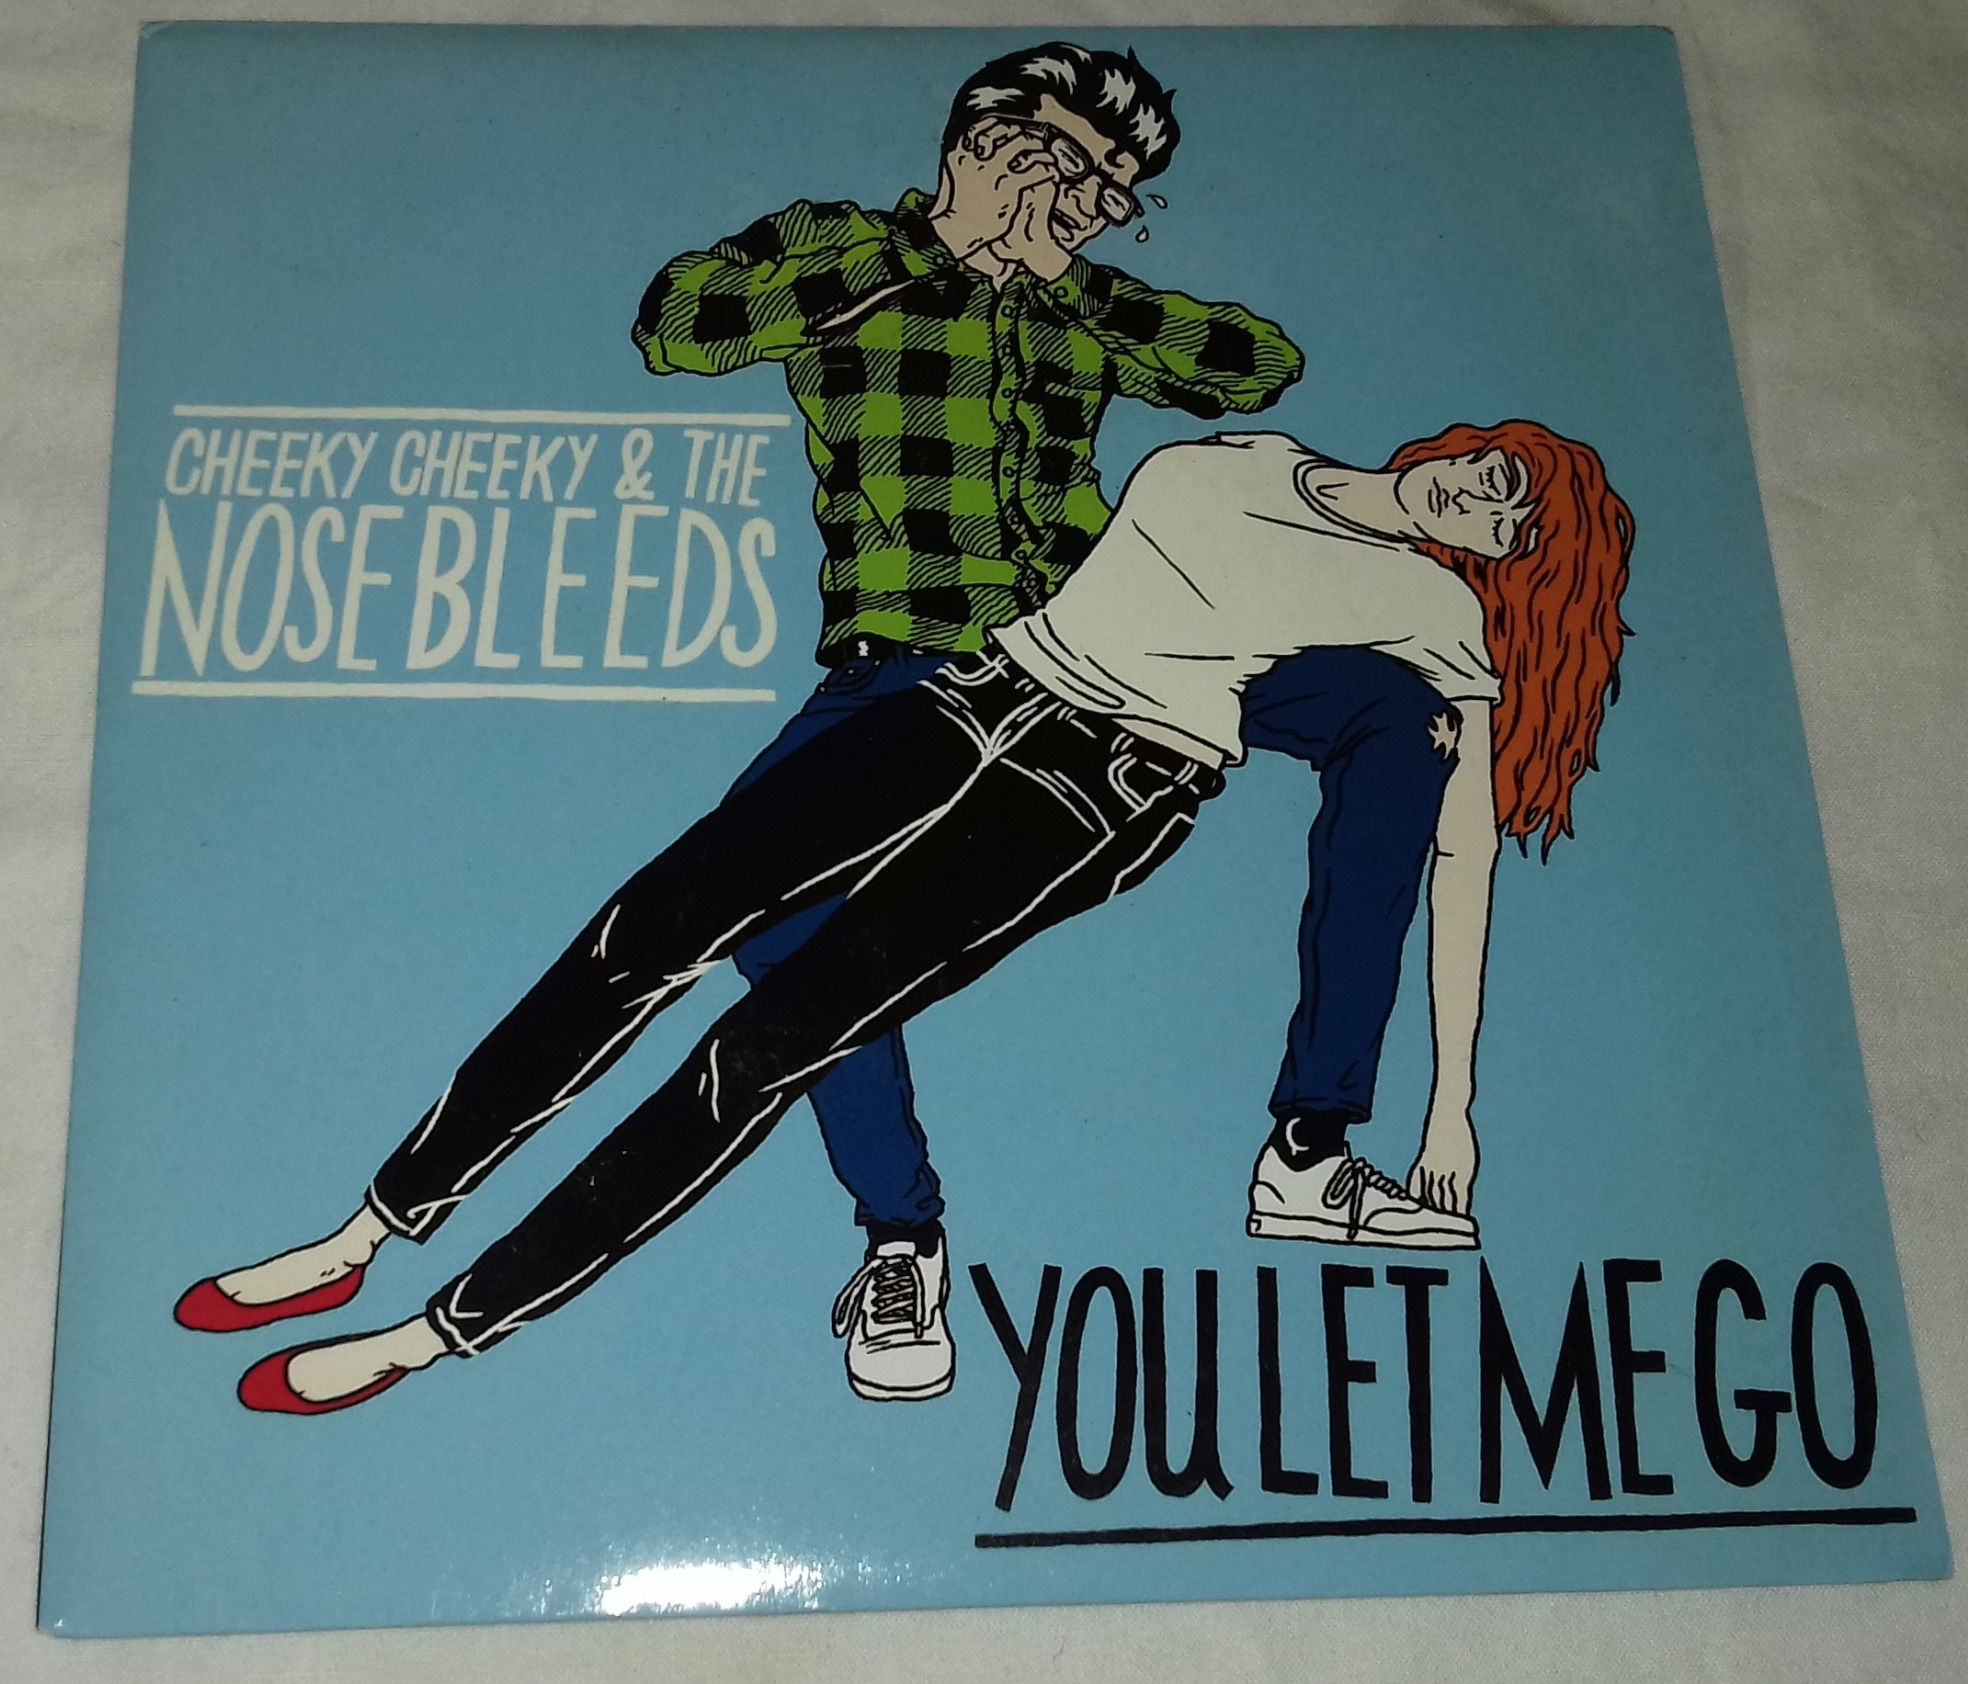 CHEEKY CHEEKY & THE
NOSEBLEEDS
YOU LET ME GO